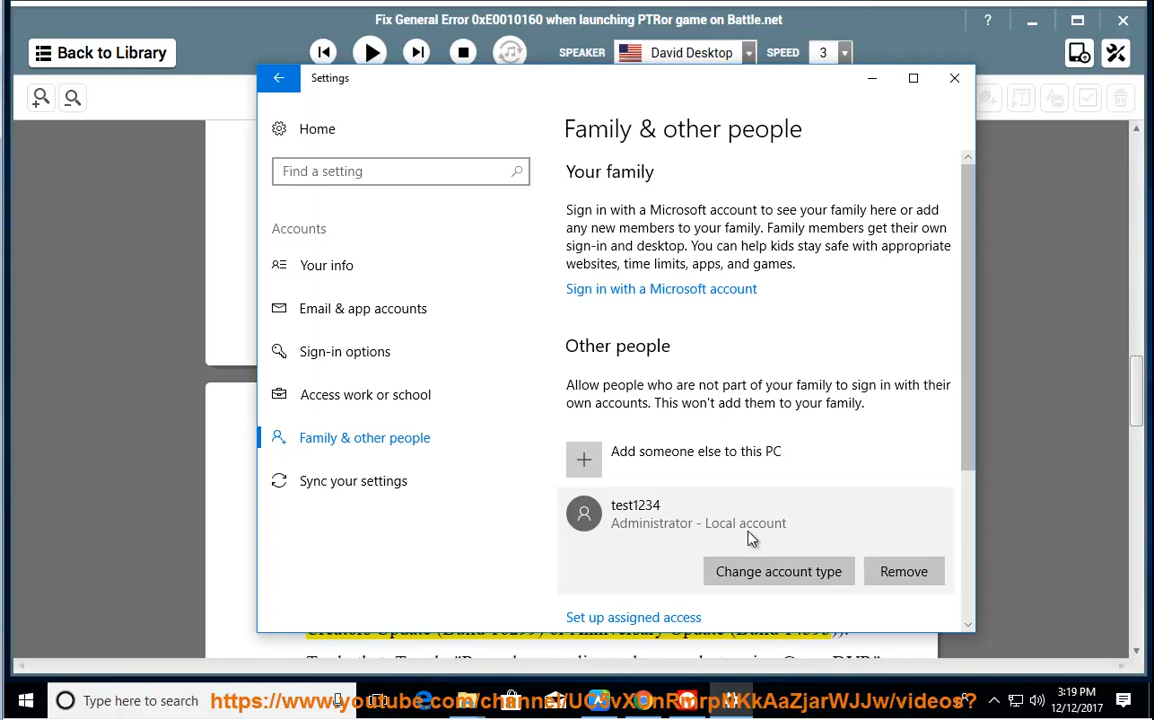 Fix General Error 0xE0010160 when launching PTRor game on Battle.net
?
Back to Library
SPEAKER
David Desktop
SPEED
3
Settings
Home
Find a setting
Accounts
Your info
Email & app accounts
Sign-in options
Access work or school
Family & other people
Sync your settings
Family & other people
Your family
Sign in with a Microsoft account to see your family here or add
any new members to your family. Family members get their own
sign-in and desktop. You can help kids stay safe with appropriate
websites, time limits, apps, and games.
Sign in with a Microsoft account
Other people
Allow people who are not part of your family to sign in with their
own accounts. This won't add them to your family.
Add someone else to this PC
test1234
Administrator - Local account
Change account type
Remove
Set up assigned access
Type here to search
3:19 PM
12/12/2017